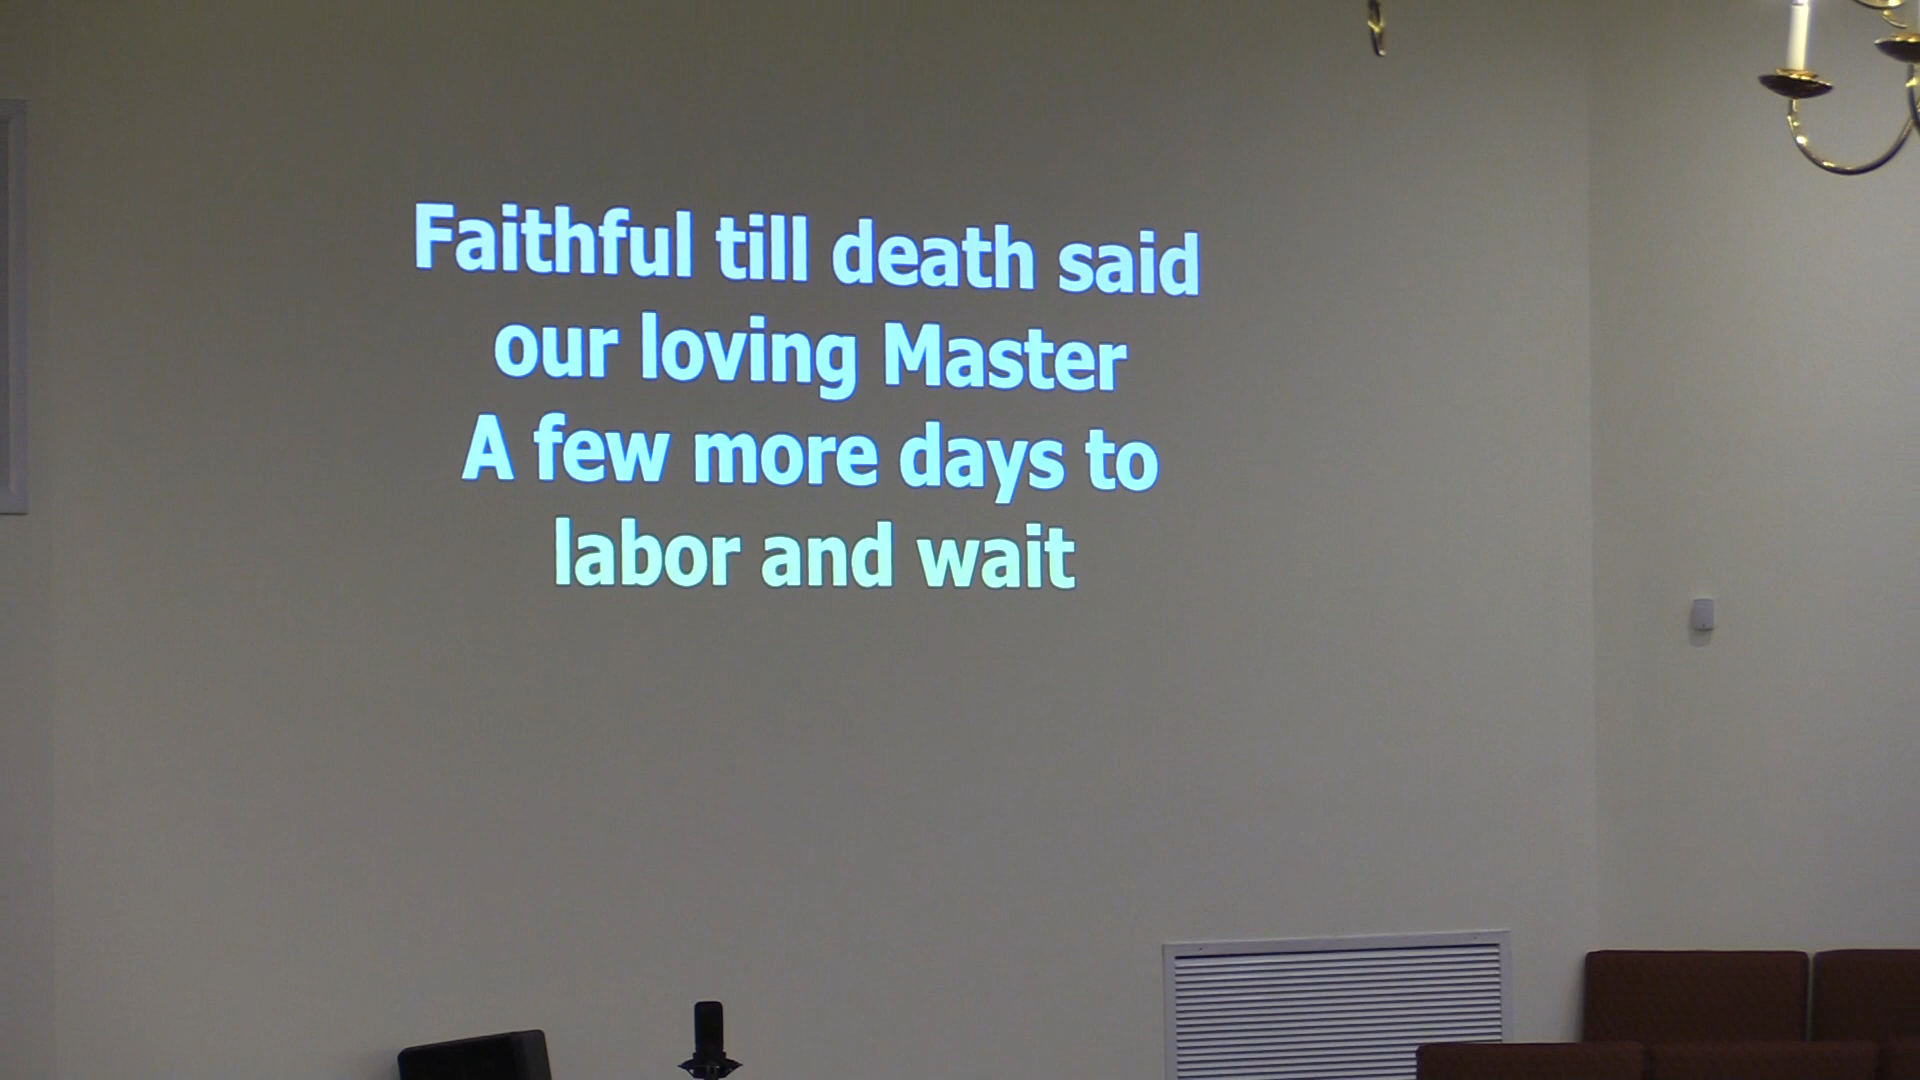 Faithful till death said
our loving Master
A few more days to
labor and wait